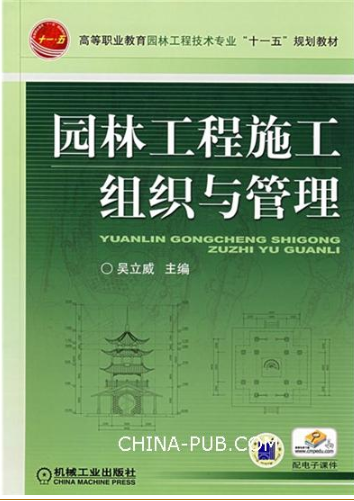 十一·五
高等职业教育园林工程技术专业“十一五”规划教材
园林工程施工
组织与管理
YUANLIN GONGCHENG SHIGONG
ZUZHI YU GUANLI
◎吴立威 主编
CHINA-PUB.COM
机械工业出版社
CHINA MACHINE PRESS
www.cmpedu.com
配电子课件